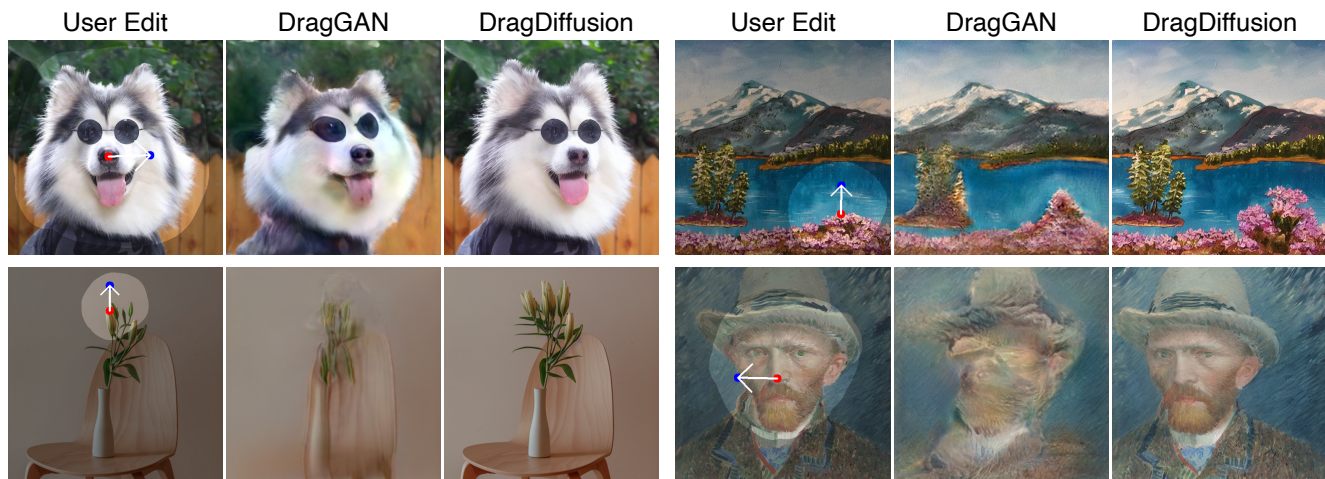 User Edit
DragGAN
DragDiffusion
User Edit
DragGAN
DragDiffusion